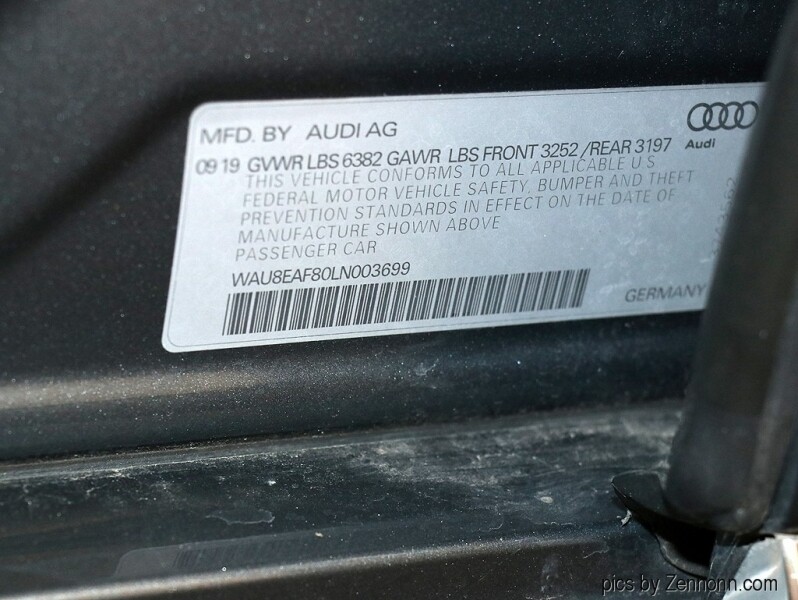 MFD. BY AUDI AG
Audi
09 19 GVWR LBS 6382 GAWR LBS FRONT 3252 /REAR 3197
THIS VEHICLE CONFORMS TO ALL APPLICABLE U S
FEDERAL MOTOR VEHICLE SAFETY, BUMPER AND THEFT
PREVENTION STANDARDS IN EFFECT ON THE DATE OF
MANUFACTURE SHOWN ABOVE
PASSENGER CAR
WAU8EAF80LN003699
GERMANY
pics by Zennonn.com